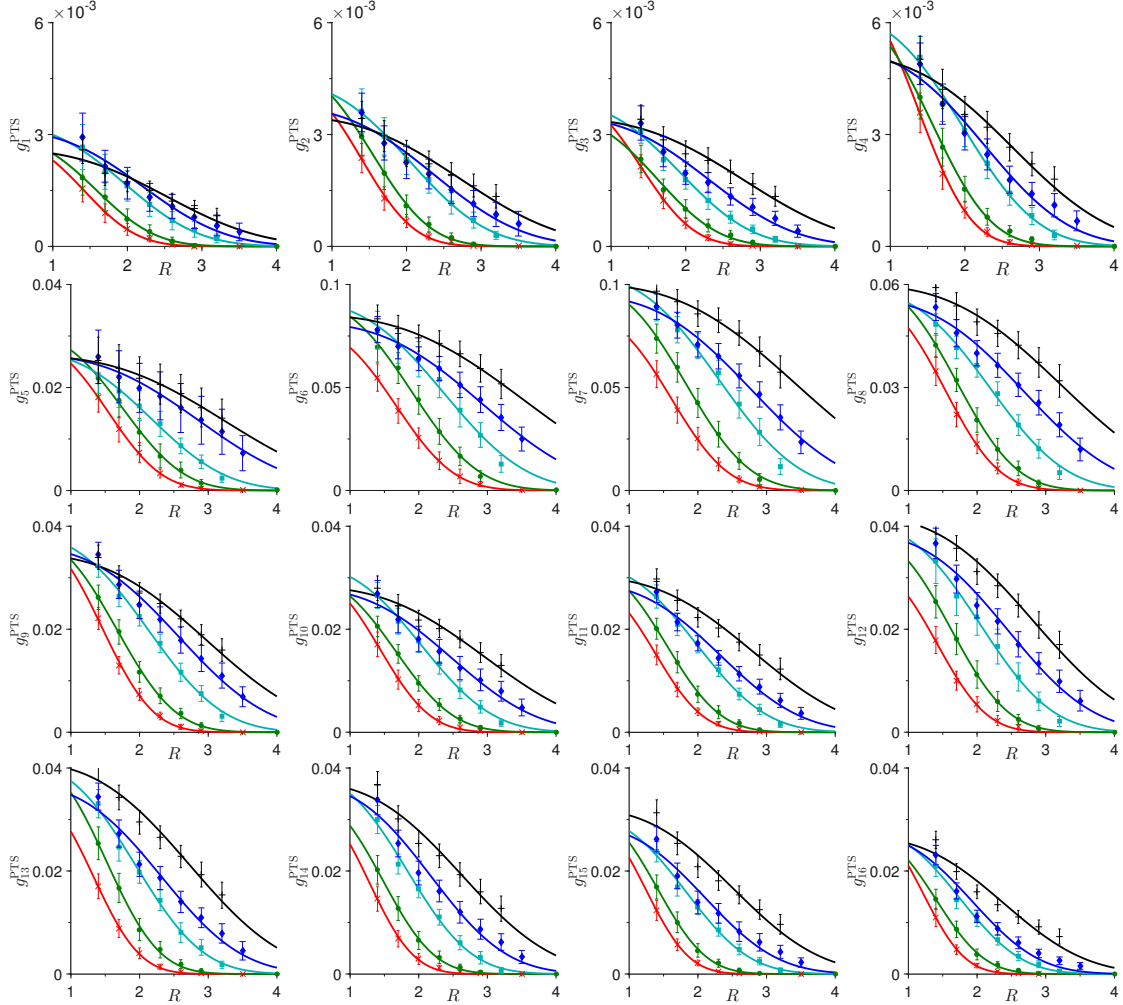 ×10⁻³ ×10⁻³ ×10⁻³ ×10⁻³
6 6 6 6
3 3 3 3
0 0 0 0
g₁^PTS g₂^PTS g₃^PTS g₄^PTS
1 2 3 4 1 2 3 4 1 2 3 4 1 2 3 4
R R R R
0.04 0.1 0.1 0.06
0.02 0.05 0.05 0.03
0 0 0 0
g₅^PTS g₆^PTS g₇^PTS g₈^PTS
1 2 3 4 1 2 3 4 1 2 3 4 1 2 3 4
R R R R
0.04 0.04 0.04 0.04
0.02 0.02 0.02 0.02
0 0 0 0
g₉^PTS g₁₀^PTS g₁₁^PTS g₁₂^PTS
1 2 3 4 1 2 3 4 1 2 3 4 1 2 3 4
R R R R
0.04 0.04 0.04 0.04
0.02 0.02 0.02 0.02
0 0 0 0
g₁₃^PTS g₁₄^PTS g₁₅^PTS g₁₆^PTS
1 2 3 4 1 2 3 4 1 2 3 4 1 2 3 4
R R R R